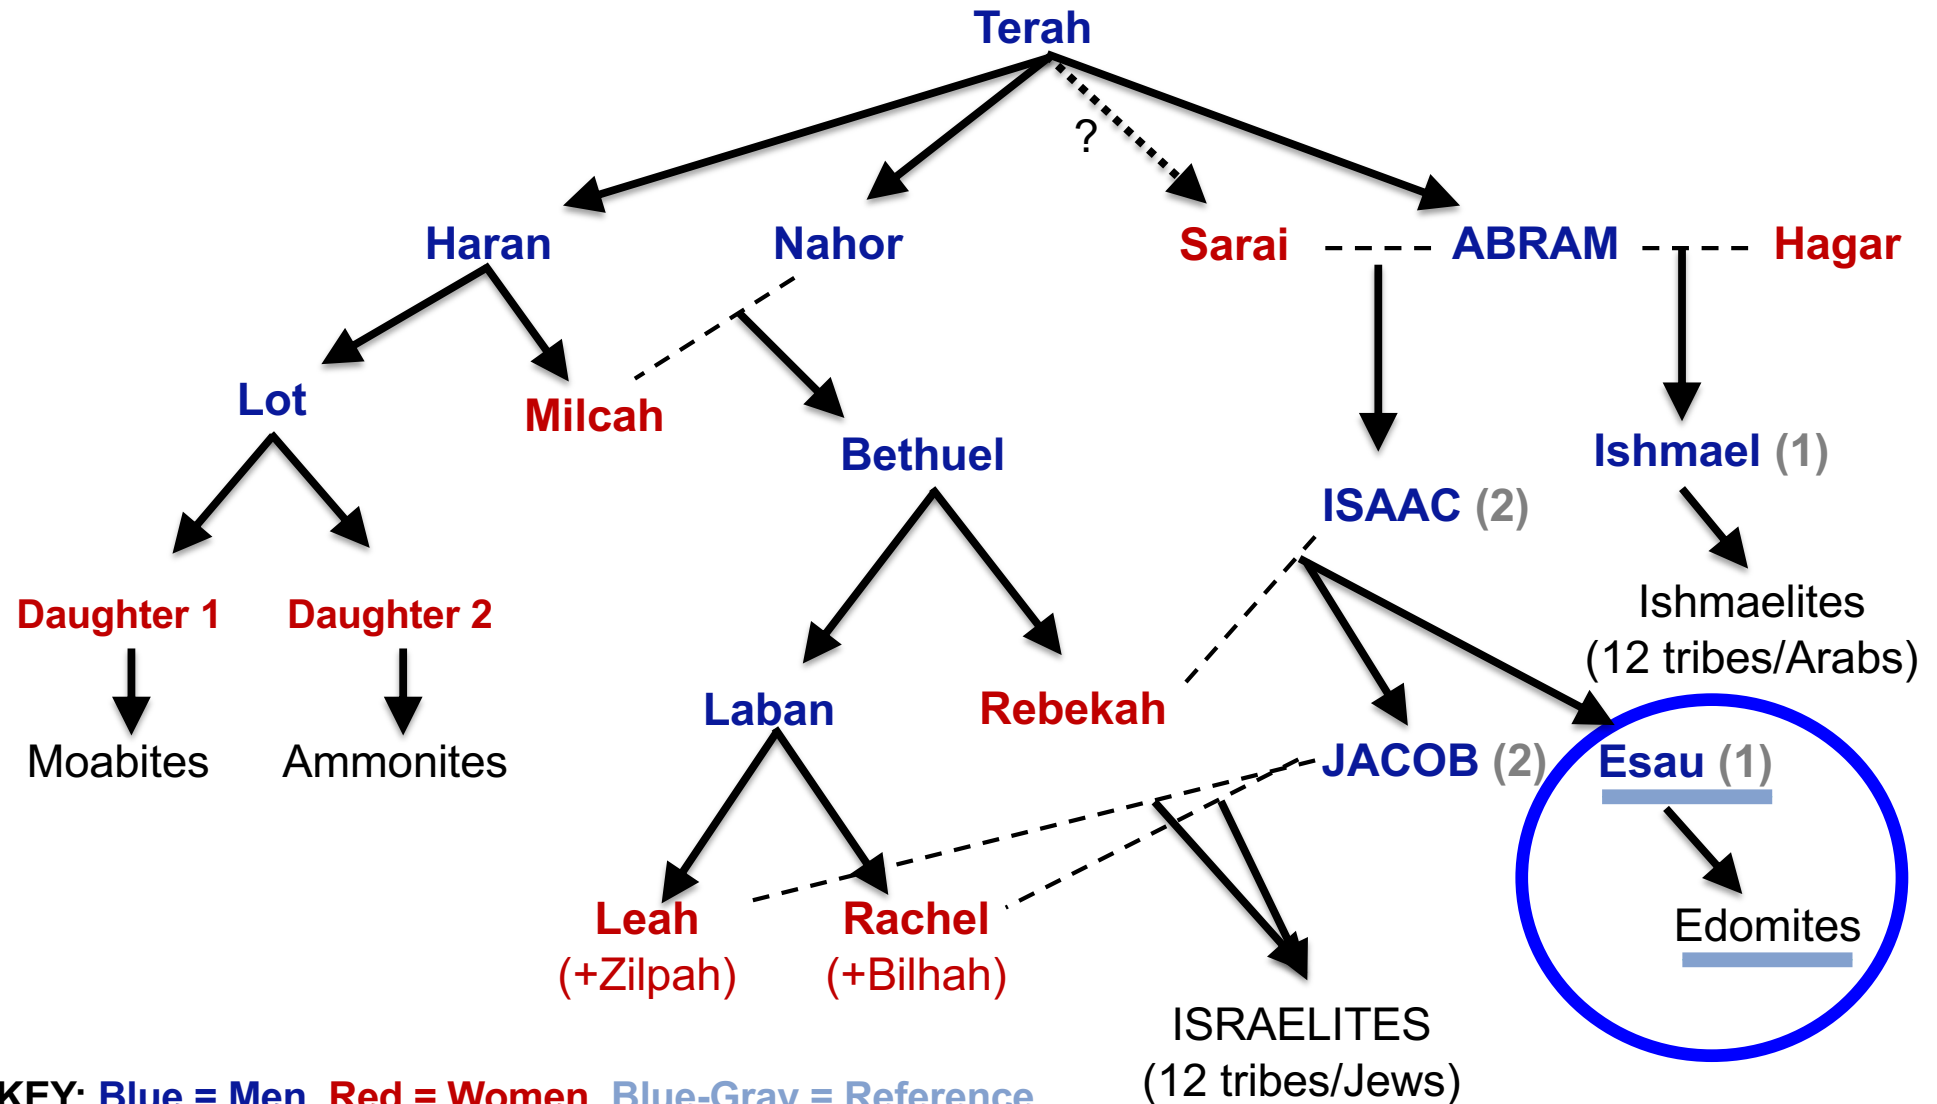 Terah
?
Haran
Nahor
Sarai
ABRAM
Hagar
Lot
Milcah
Bethuel
Ishmael (1)
ISAAC (2)
Daughter 1
Daughter 2
Ishmaelites
(12 tribes/Arabs)
Laban
Rebekah
Moabites
Ammonites
JACOB (2)
Esau (1)
Leah
(+Zilpah)
Rachel
(+Bilhah)
Edomites
ISRAELITES
(12 tribes/Jews)
KEY: Blue = Men Red = Women Blue-Gray = Reference